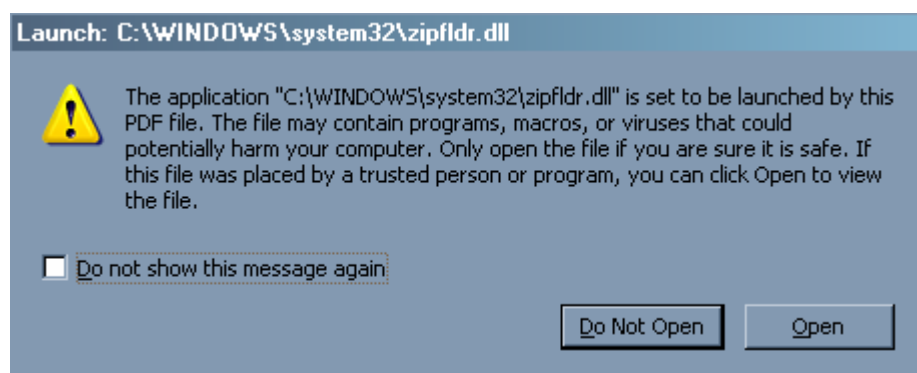 Launch: C:\WINDOWS\system32\zipfldr.dll
The application "C:\WINDOWS\system32\zipfldr.dll" is set to be launched by this
PDF file. The file may contain programs, macros, or viruses that could
potentially harm your computer. Only open the file if you are sure it is safe. If
this file was placed by a trusted person or program, you can click Open to view
the file.
Do not show this message again
Do Not Open
Open